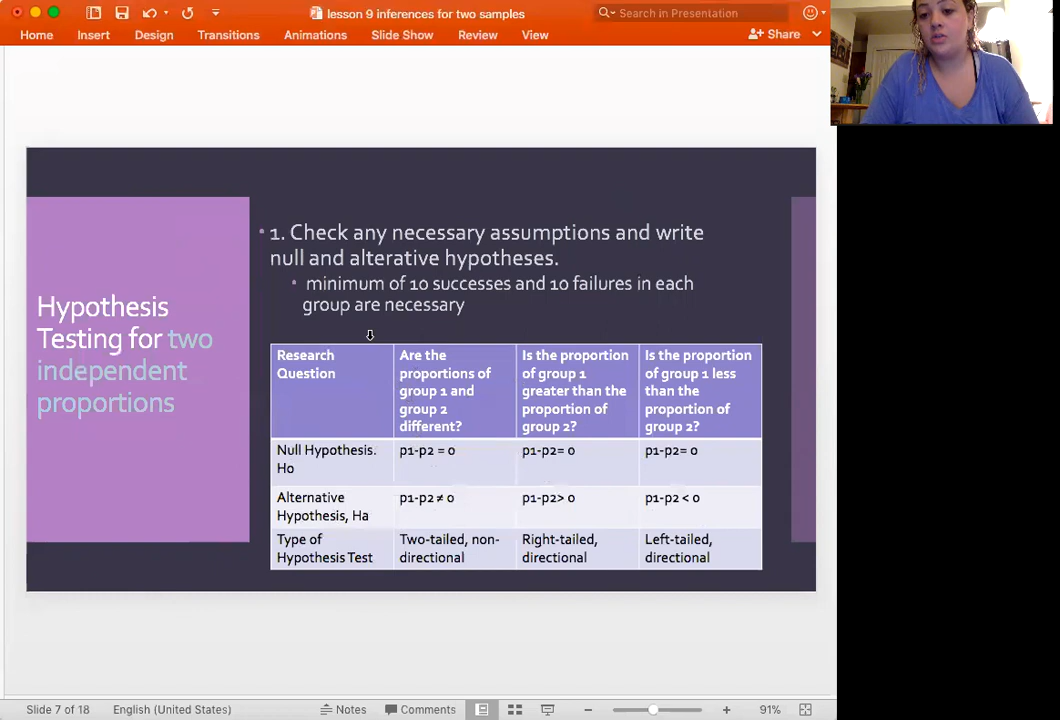 lesson 9 inferences for two samples
Search in Presentation
Home Insert Design Transitions Animations Slide Show Review View Share
Hypothesis
Testing for two
independent
proportions
• 1. Check any necessary assumptions and write
null and alterative hypotheses.
• minimum of 10 successes and 10 failures in each
group are necessary
Research
Question
Are the
proportions of
group 1 and
group 2
different?
Is the proportion
of group 1
greater than the
proportion of
group 2?
Is the proportion
of group 1 less
than the
proportion of
group 2?
Null Hypothesis.
Ho
p1-p2 = 0
p1-p2= 0
p1-p2= 0
Alternative
Hypothesis, Ha
p1-p2 ≠ 0
p1-p2> 0
p1-p2 < 0
Type of
Hypothesis Test
Two-tailed, non-
directional
Right-tailed,
directional
Left-tailed,
directional
Slide 7 of 18 English (United States) Notes Comments 91%